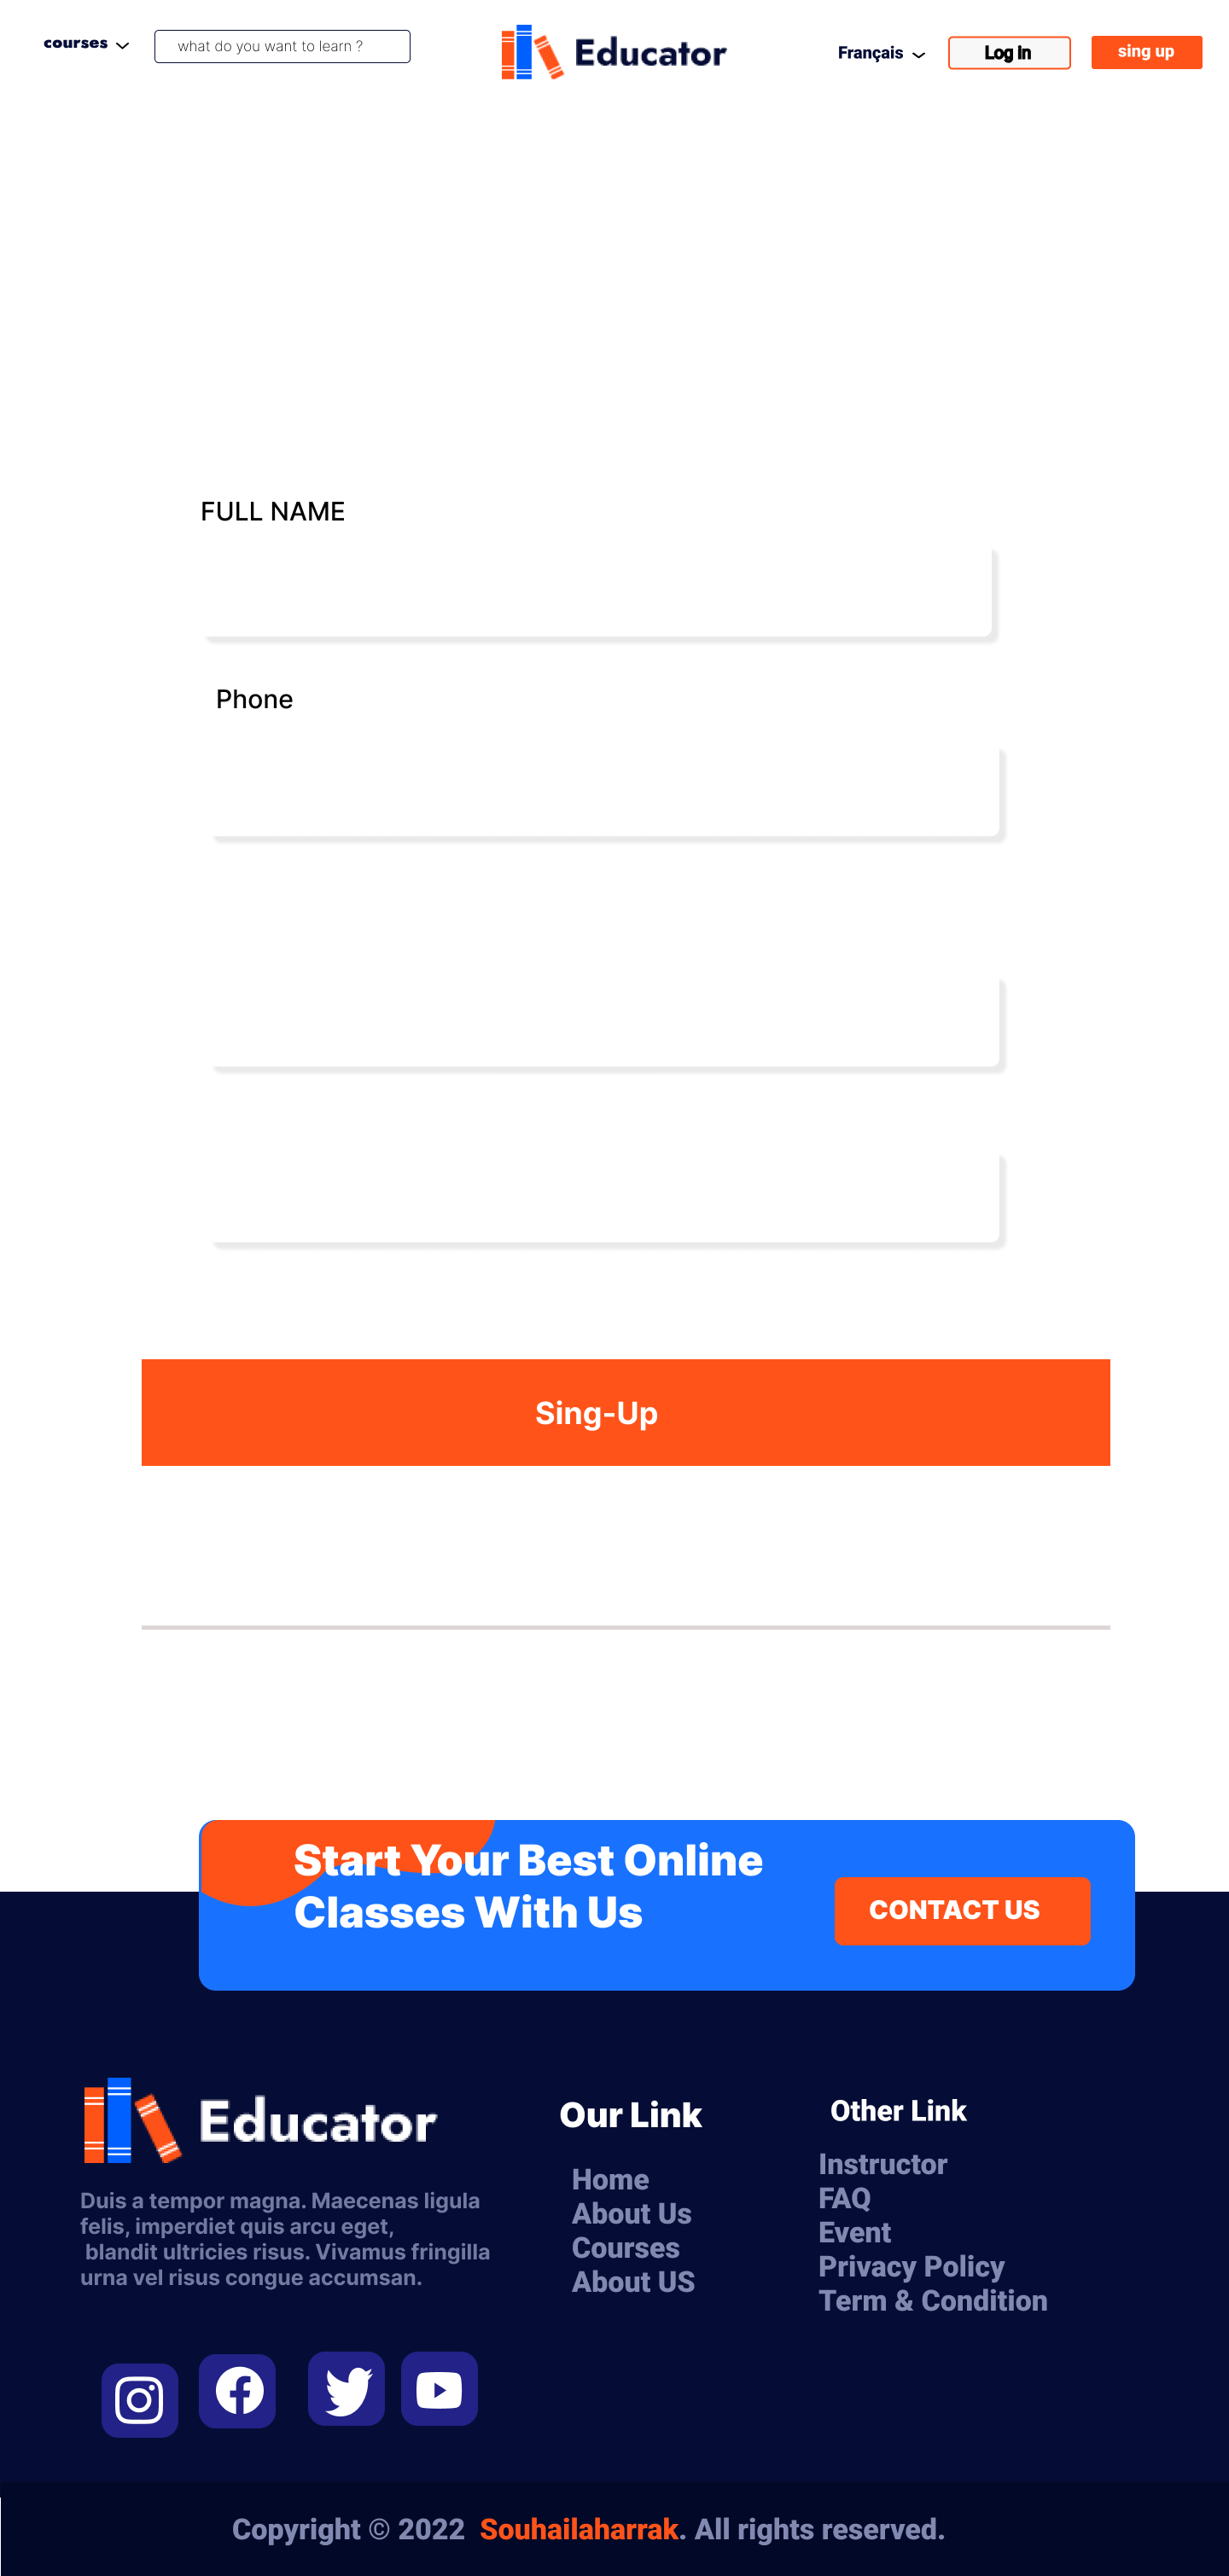 courses
what do you want to learn ?
Educator
Français
Log in
sing up
FULL NAME
Phone
Sing-Up
Start Your Best Online
Classes With Us
CONTACT US
Educator
Duis a tempor magna. Maecenas ligula
felis, imperdiet quis arcu eget,
blandit ultricies risus. Vivamus fringilla
urna vel risus congue accumsan.
Our Link
Home
About Us
Courses
About US
Other Link
Instructor
FAQ
Event
Privacy Policy
Term & Condition
Copyright © 2022 Souhailaharrak. All rights reserved.